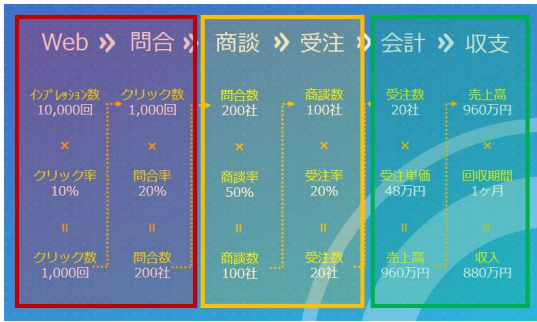 Web » 問合 » 商談 » 受注 » 会計 » 収支
インプレッション数
10,000回
×
クリック率
10%
=
クリック数
1,000回
クリック数
1,000回
×
問合率
20%
=
問合数
200社
問合数
200社
×
商談率
50%
=
商談数
100社
商談数
100社
×
受注率
20%
=
受注数
20社
受注数
20社
×
受注単価
48万円
=
売上高
960万円
売上高
960万円
×
回収期間
1ヶ月
=
収入
880万円